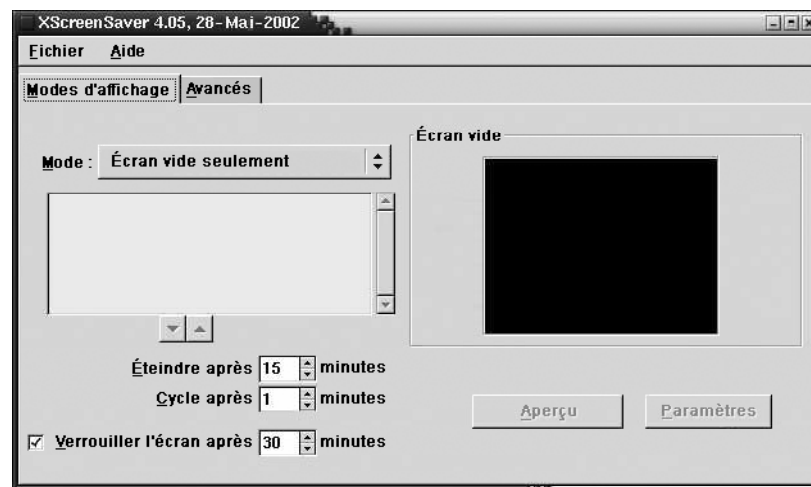 XScreenSaver 4.05, 28-Mai-2002
Fichier Aide
Modes d'affichage Avancés
Écran vide
Mode : Écran vide seulement
Éteindre après 15 minutes
Cycle après 1 minutes
Aperçu Paramètres
Verrouiller l'écran après 30 minutes